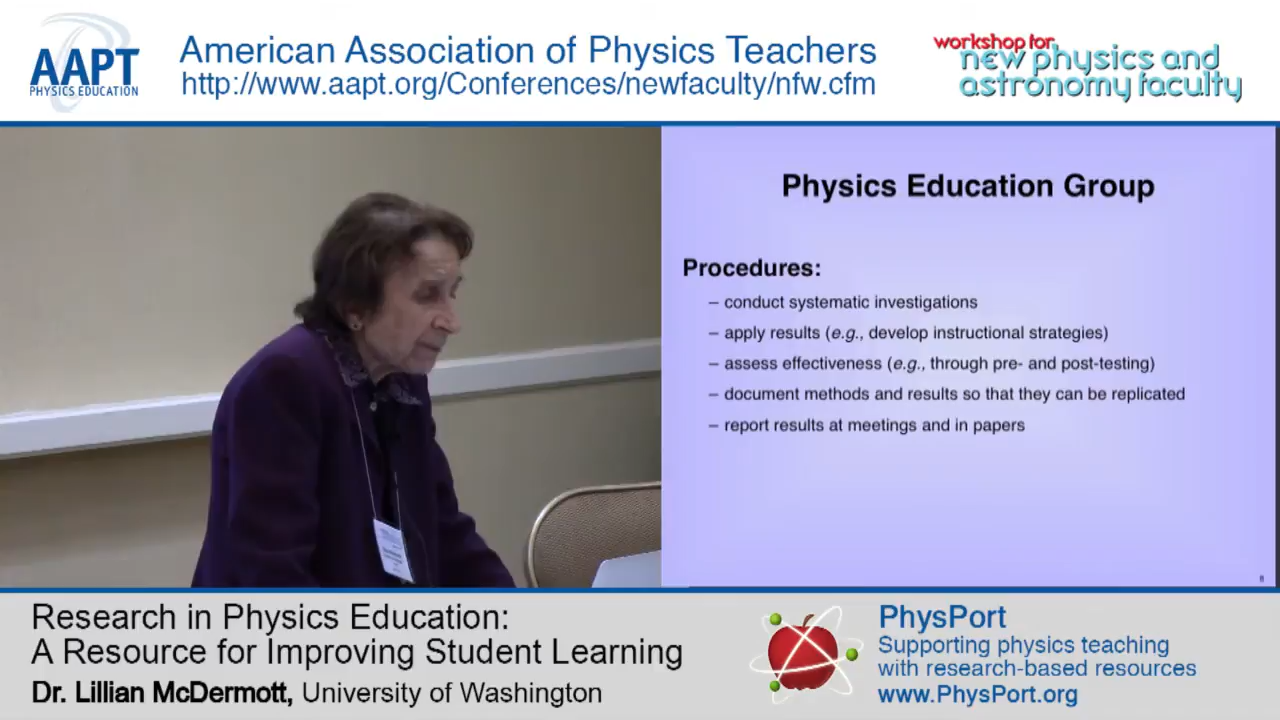 AAPT
PHYSICS EDUCATION
American Association of Physics Teachers
http://www.aapt.org/Conferences/newfaculty/nfw.cfm
workshop for
new physics and
astronomy faculty
Physics Education Group
Procedures:
– conduct systematic investigations
– apply results (e.g., develop instructional strategies)
– assess effectiveness (e.g., through pre- and post-testing)
– document methods and results so that they can be replicated
– report results at meetings and in papers
Research in Physics Education:
A Resource for Improving Student Learning
Dr. Lillian McDermott, University of Washington
PhysPort
Supporting physics teaching
with research-based resources
www.PhysPort.org